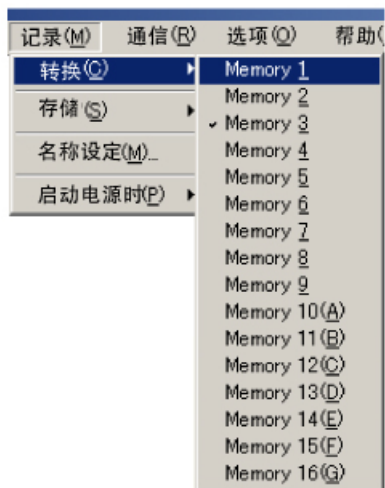 记录(M) 通信(R) 选项(O) 帮助(
转换(C)
存储(S)
名称设定(M)...
启动电源时(P)
Memory 1
Memory 2
Memory 3
Memory 4
Memory 5
Memory 6
Memory 7
Memory 8
Memory 9
Memory 10(A)
Memory 11(B)
Memory 12(C)
Memory 13(D)
Memory 14(E)
Memory 15(F)
Memory 16(G)